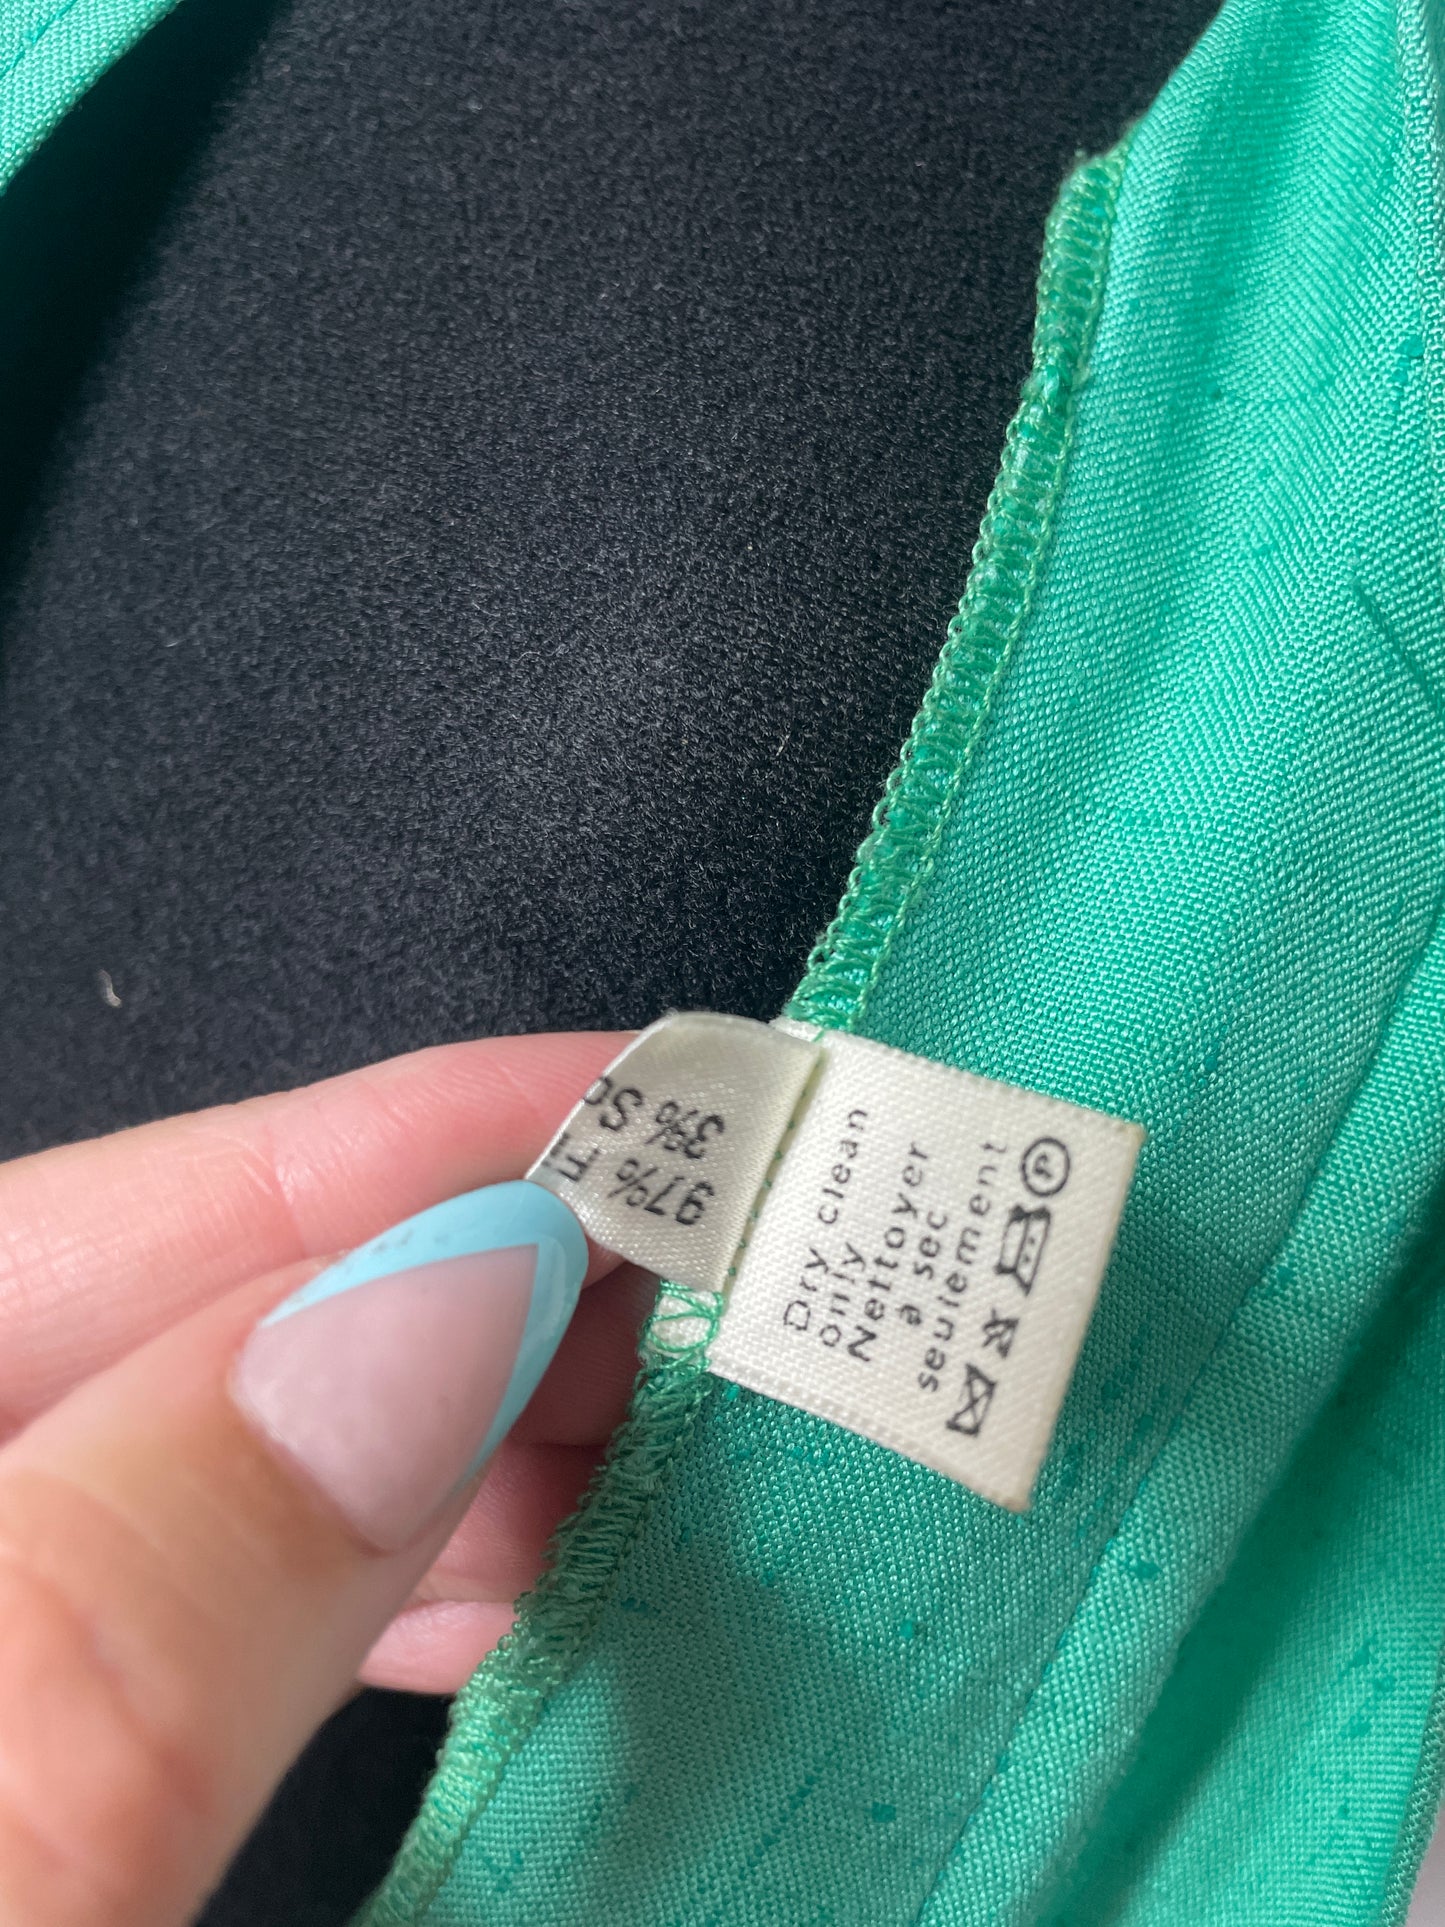 97%
3%
Dry clean
only
Nettoyer
à sec
seulement
P